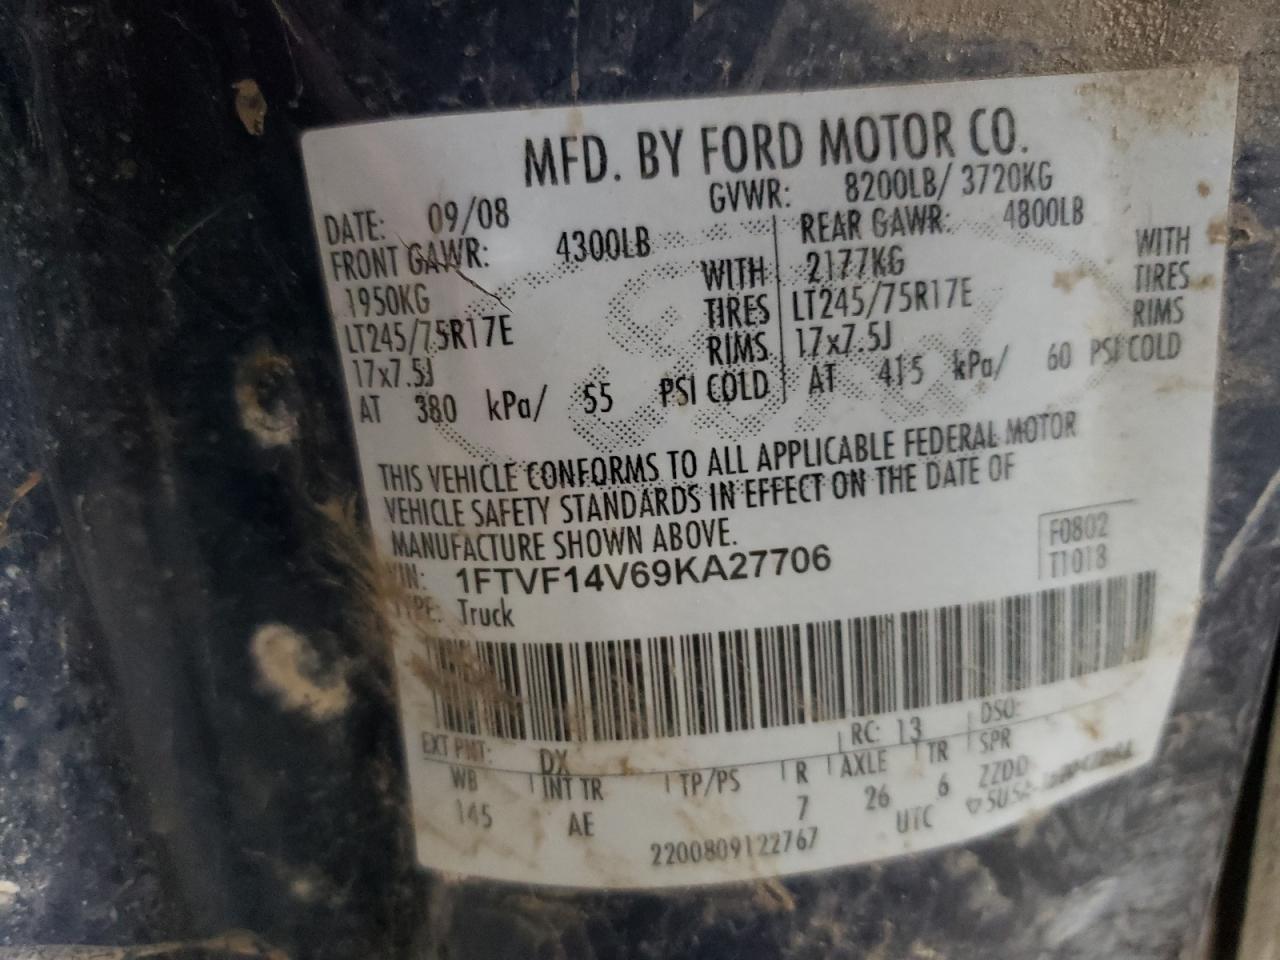 MFD. BY FORD MOTOR CO.
DATE: 09/08 GVWR: 8200LB/ 3720KG
FRONT GAWR: 4300LB REAR GAWR: 4800LB
1950KG WITH 2177KG WITH
LT245/75R17E TIRES LT245/75R17E TIRES
17x7.5J RIMS 17x7.5J RIMS
AT 380 kPa/ 55 PSI COLD AT 415 kPa/ 60 PSI COLD
THIS VEHICLE CONFORMS TO ALL APPLICABLE FEDERAL MOTOR
VEHICLE SAFETY STANDARDS IN EFFECT ON THE DATE OF
MANUFACTURE SHOWN ABOVE.
F0802
VIN: 1FTVF14V69KA27706
T1018
TYPE: Truck
EXT PNT: DX RC: 13 DSO:
WB INT TR TP/PS R AXLE TR SPR
145 AE 7 26 6 ZZDD
2200809122767 UTC